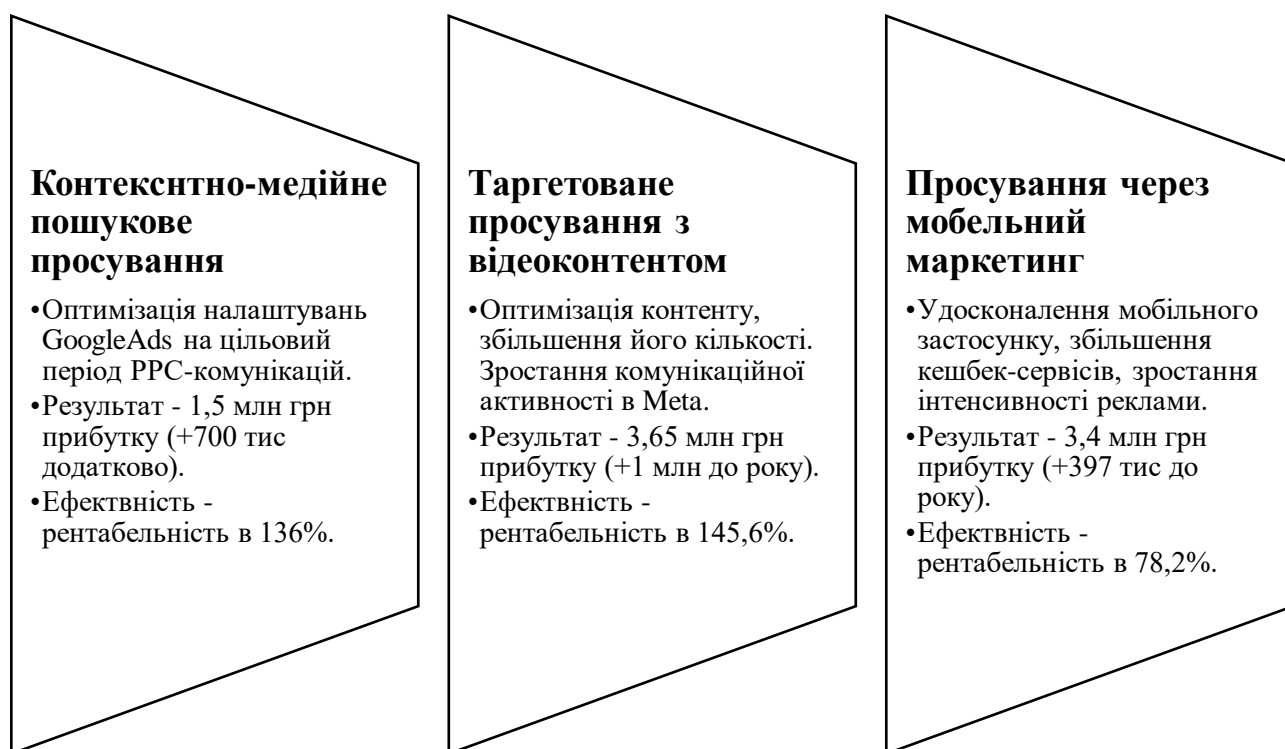 Контекснтно-медійне
пошукове
просування
•Оптимізація налаштувань
GoogleAds на цільовий
період PPC-комунікацій.
•Результат - 1,5 млн грн
прибутку (+700 тис
додатково).
•Ефектвність -
рентабельність в 136%.
Таргетоване
просування з
відеоконтентом
•Оптимізація контенту,
збільшення його кількості.
Зростання комунікаційної
активності в Meta.
•Результат - 3,65 млн грн
прибутку (+1 млн до року).
•Ефектвність -
рентабельність в 145,6%.
Просування через
мобельний
маркетинг
•Удосконалення мобільного
застосунку, збільшення
кешбек-сервісів, зростання
інтенсивності реклами.
•Результат - 3,4 млн грн
прибутку (+397 тис до
року).
•Ефектвність -
рентабельність в 78,2%.